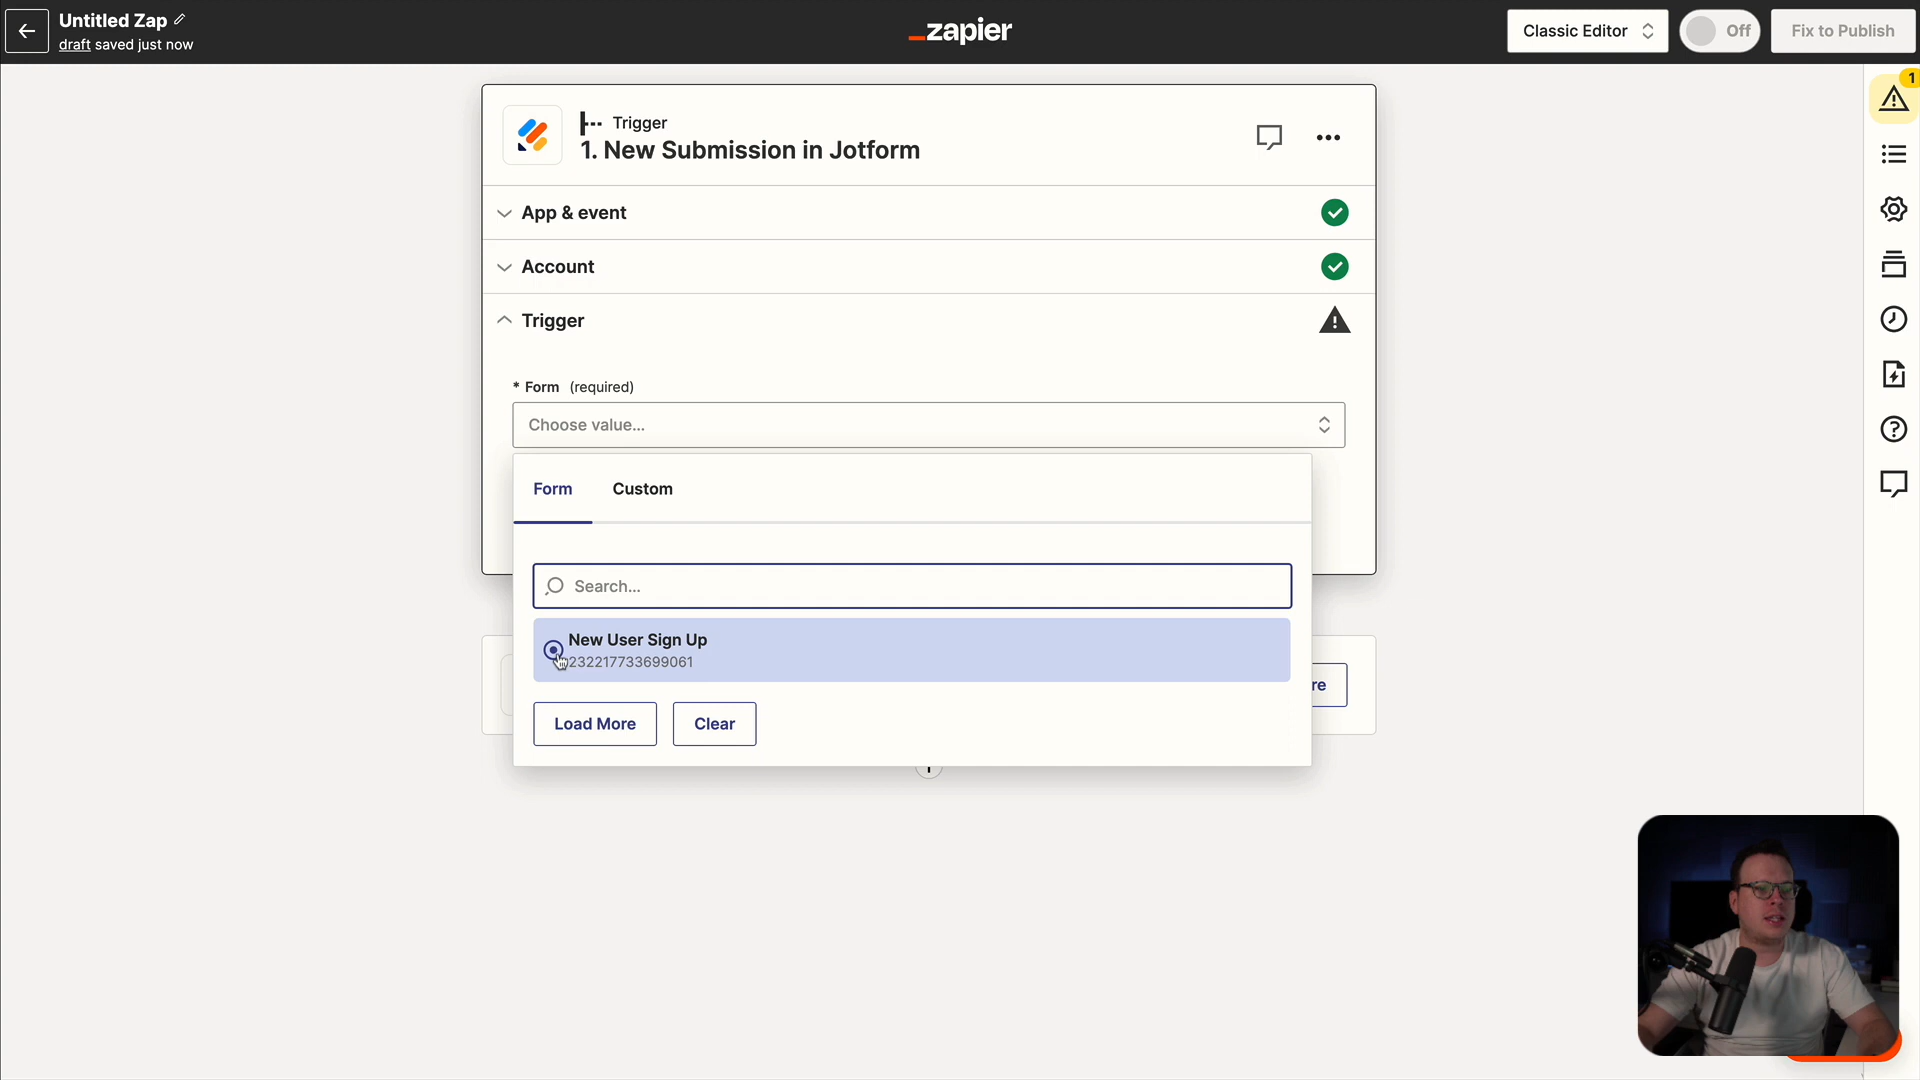 Untitled Zap
draft saved just now
zapier
Classic Editor
Off
Fix to Publish
1
Trigger
1. New Submission in Jotform
App & event
Account
Trigger
* Form (required)
Choose value...
Form
Custom
Search...
New User Sign Up
232217733699061
re
Load More
Clear